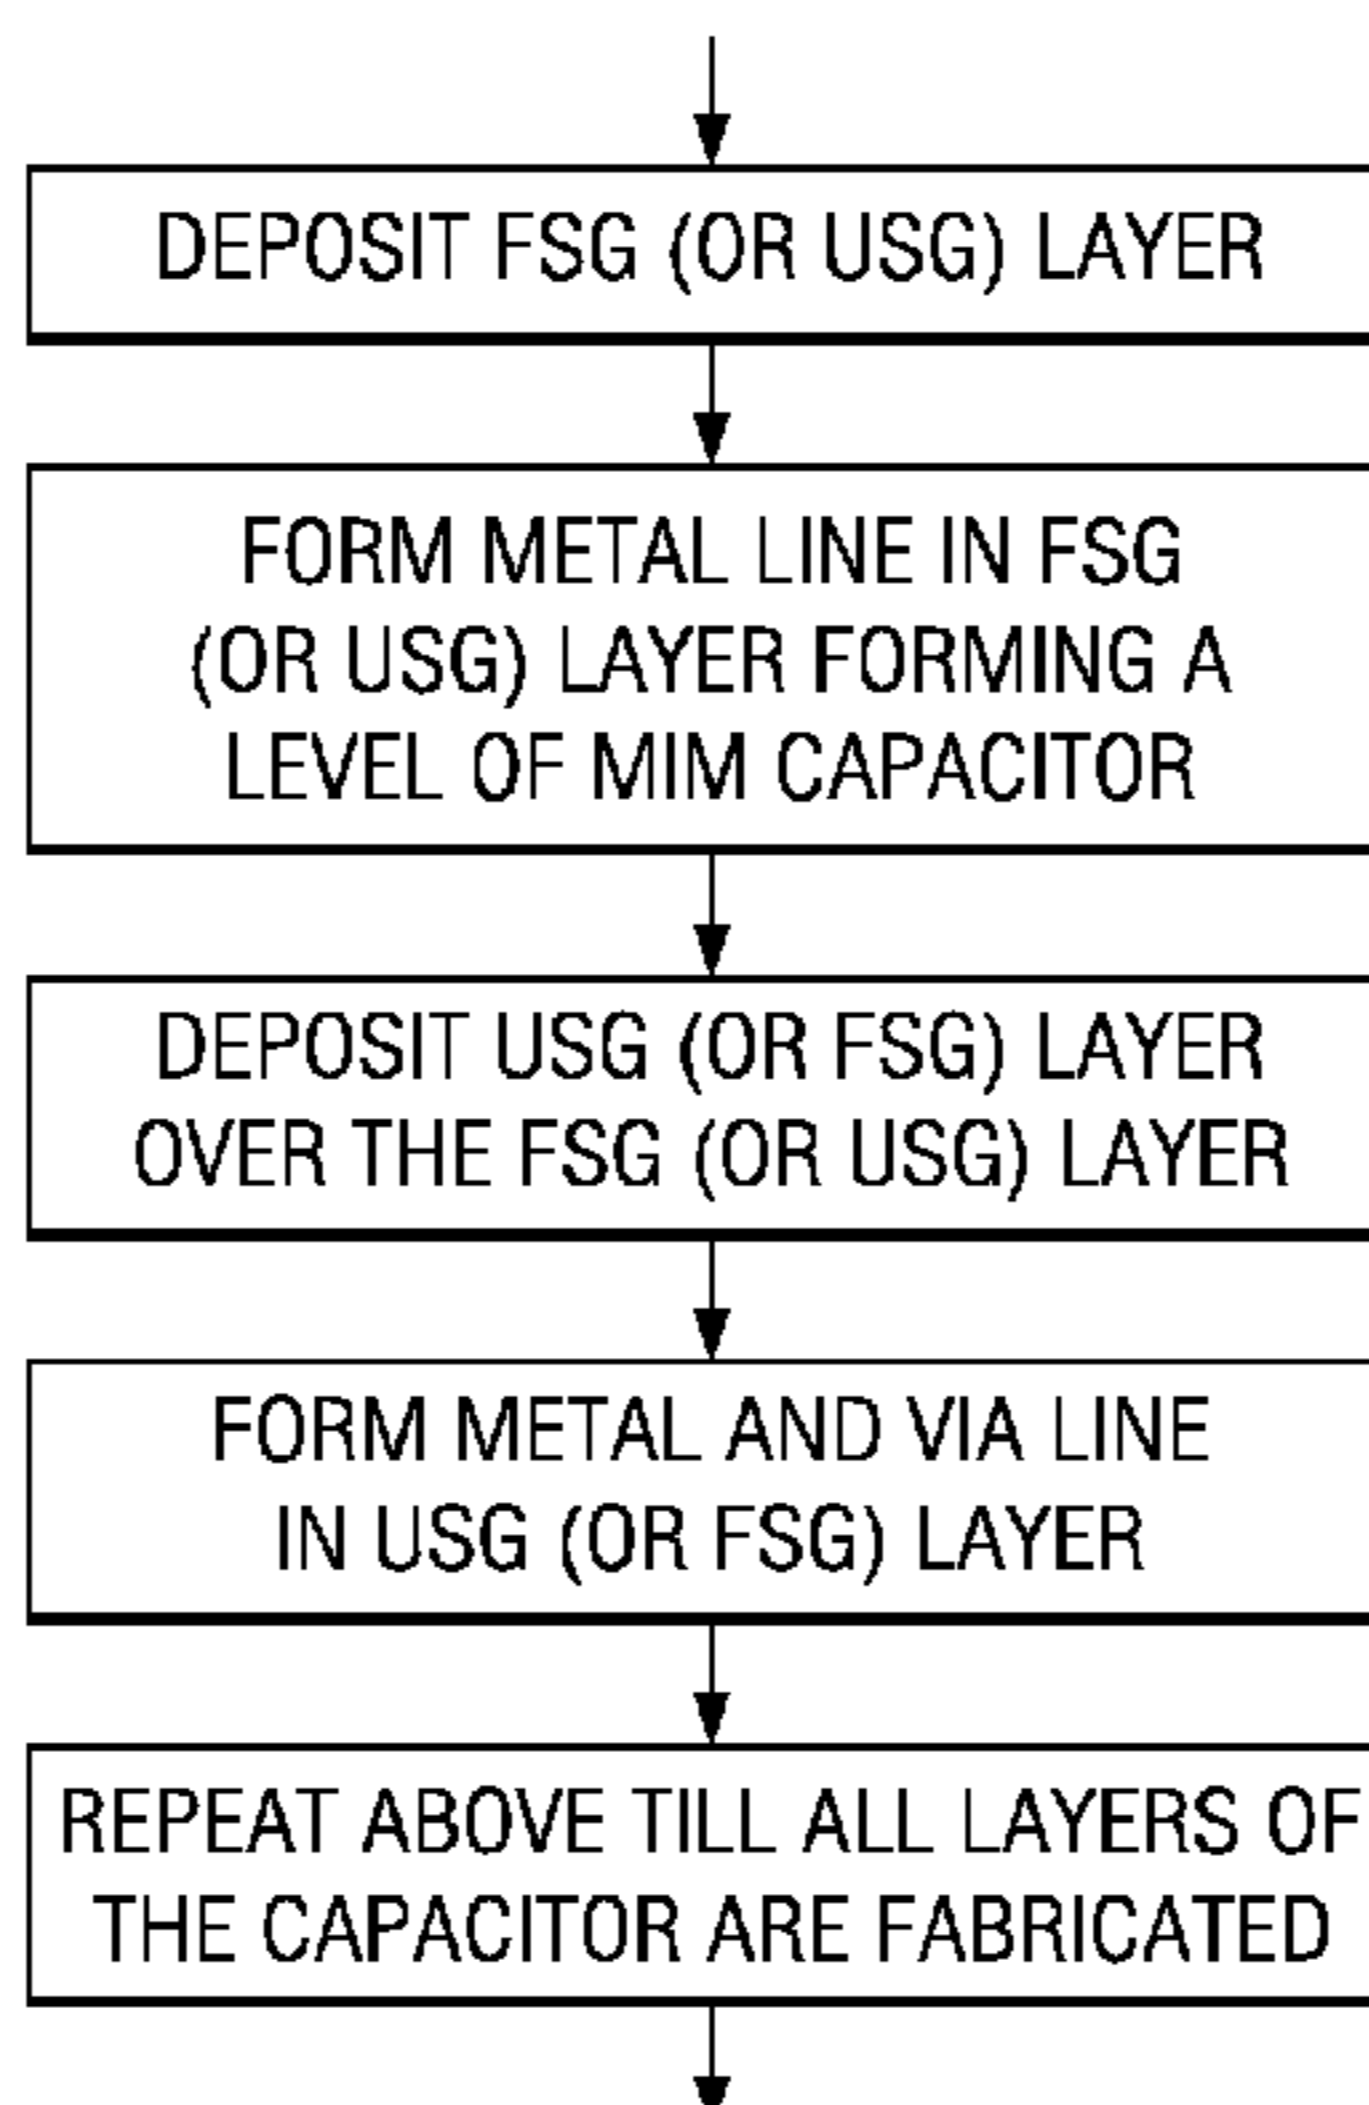 DEPOSIT FSG (OR USG) LAYER
FORM METAL LINE IN FSG
(OR USG) LAYER FORMING A
LEVEL OF MIM CAPACITOR
DEPOSIT USG (OR FSG) LAYER
OVER THE FSG (OR USG) LAYER
FORM METAL AND VIA LINE
IN USG (OR FSG) LAYER
REPEAT ABOVE TILL ALL LAYERS OF
THE CAPACITOR ARE FABRICATED